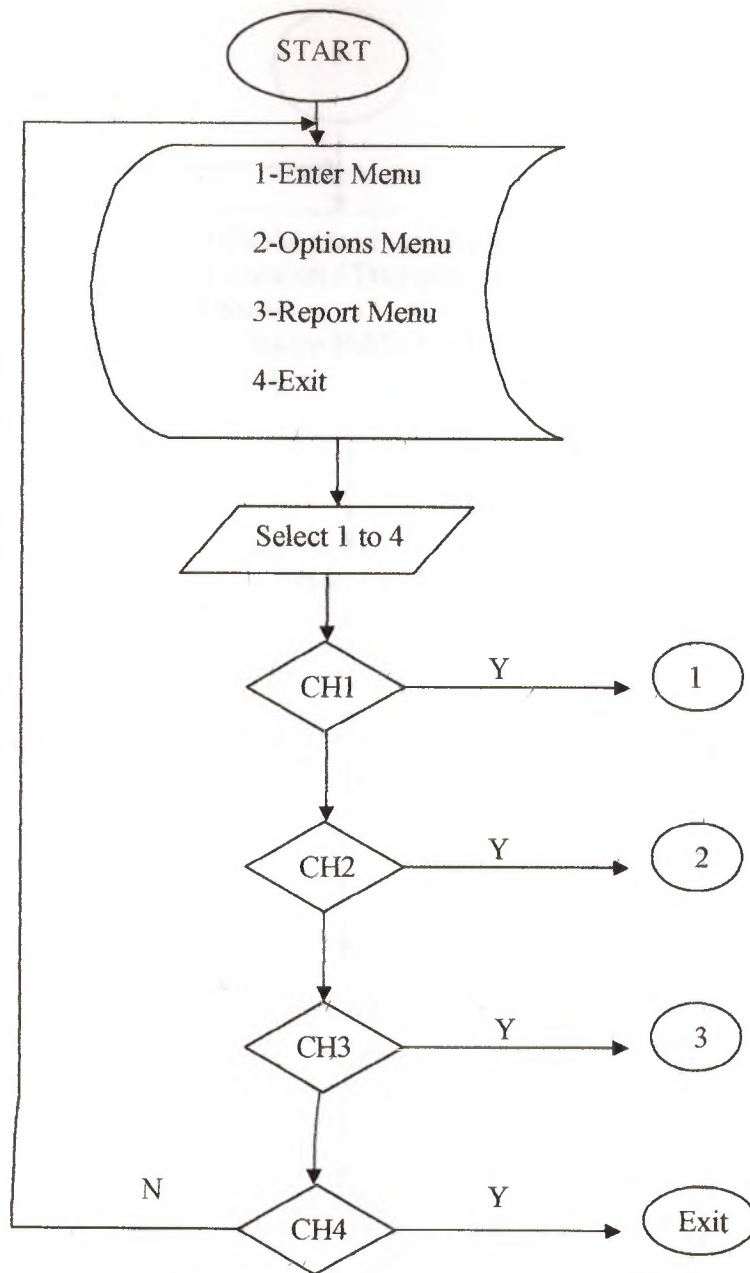 START
1-Enter Menu
2-Options Menu
3-Report Menu
4-Exit
Select 1 to 4
CH1
Y
1
CH2
Y
2
CH3
Y
3
N
CH4
Y
Exit